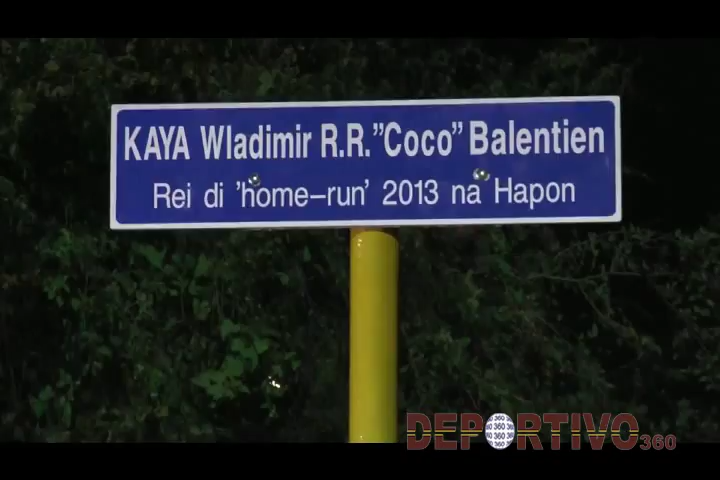 KAYA Wladimir R.R."Coco" Balentien
Rei di 'home-run' 2013 na Hapon
DEPORTIVO360